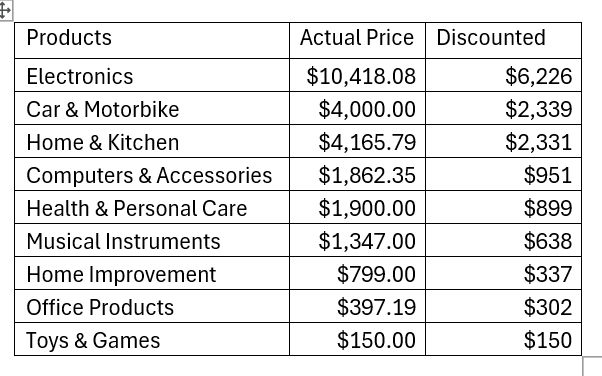 Products Actual Price Discounted
Electronics $10,418.08 $6,226
Car & Motorbike $4,000.00 $2,339
Home & Kitchen $4,165.79 $2,331
Computers & Accessories $1,862.35 $951
Health & Personal Care $1,900.00 $899
Musical Instruments $1,347.00 $638
Home Improvement $799.00 $337
Office Products $397.19 $302
Toys & Games $150.00 $150